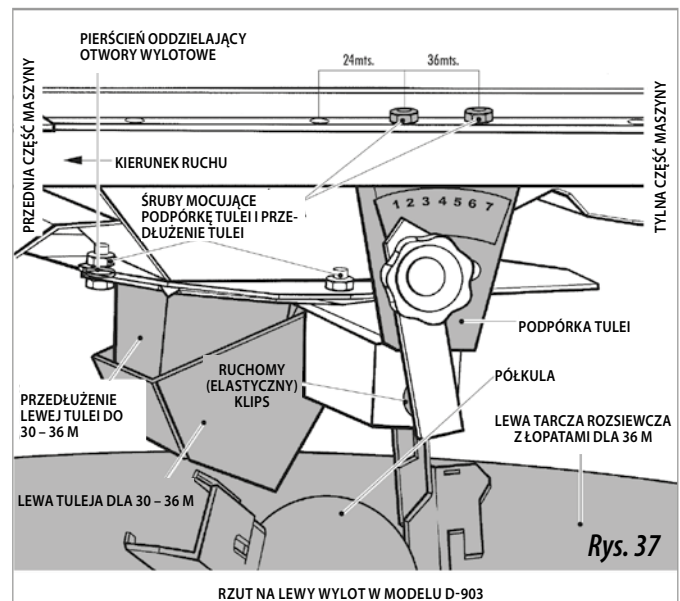 PIERŚCIEŃ ODDZIELAJĄCY
OTWORY WYLOTOWE
24mts.
36mts.
PRZEDNIA CZĘŚĆ MASZYNY
KIERUNEK RUCHU
TYLNA CZĘŚĆ MASZYNY
ŚRUBY MOCUJĄCE
PODPÓRKĘ TULEI I PRZE-
DŁUŻENIE TULEI
1 2 3 4 5 6 7
PODPÓRKA TULEI
RUCHOMY
(ELASTYCZNY)
KLIPS
PÓŁKULA
PRZEDŁUŻENIE
LEWEJ TULEI DO
30 – 36 M
LEWA TARCZA ROZSIEWCZA
Z ŁOPATAMI DLA 36 M
LEWA TULEJA DLA 30 – 36 M
Rys. 37
RZUT NA LEWY WYLOT W MODELU D-903